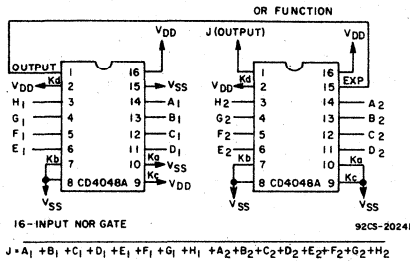 OR FUNCTION
VDD J (OUTPUT) VDD
OUTPUT 1 16 1 16
VDD Kd 2 15 VSS VDD Kd 2 15 EXP
H1 3 14 A1 H2 3 14 A2
G1 4 13 B1 G2 4 13 B2
F1 5 12 C1 F2 5 12 C2
E1 6 11 D1 E2 6 11 D2
Kb 7 10 Ka VSS Kb 7 10 Ka
8 CD4048A 9 Kc VDD 8 CD4048A 9 Kc
VSS VSS VSS
16-INPUT NOR GATE 92CS-2024
J = A1 + B1 + C1 + D1 + E1 + F1 + G1 + H1 + A2 + B2 + C2 + D2 + E2 + F2 + G2 + H2